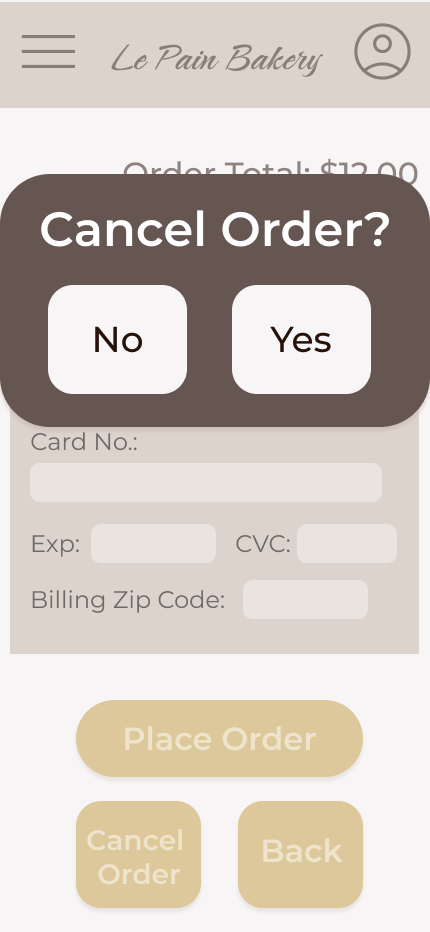 Le Pain Bakery
Order Total: $12.00
Cancel Order?
No Yes
Card No.:
Exp: CVC:
Billing Zip Code:
Place Order
Cancel
Order
Back